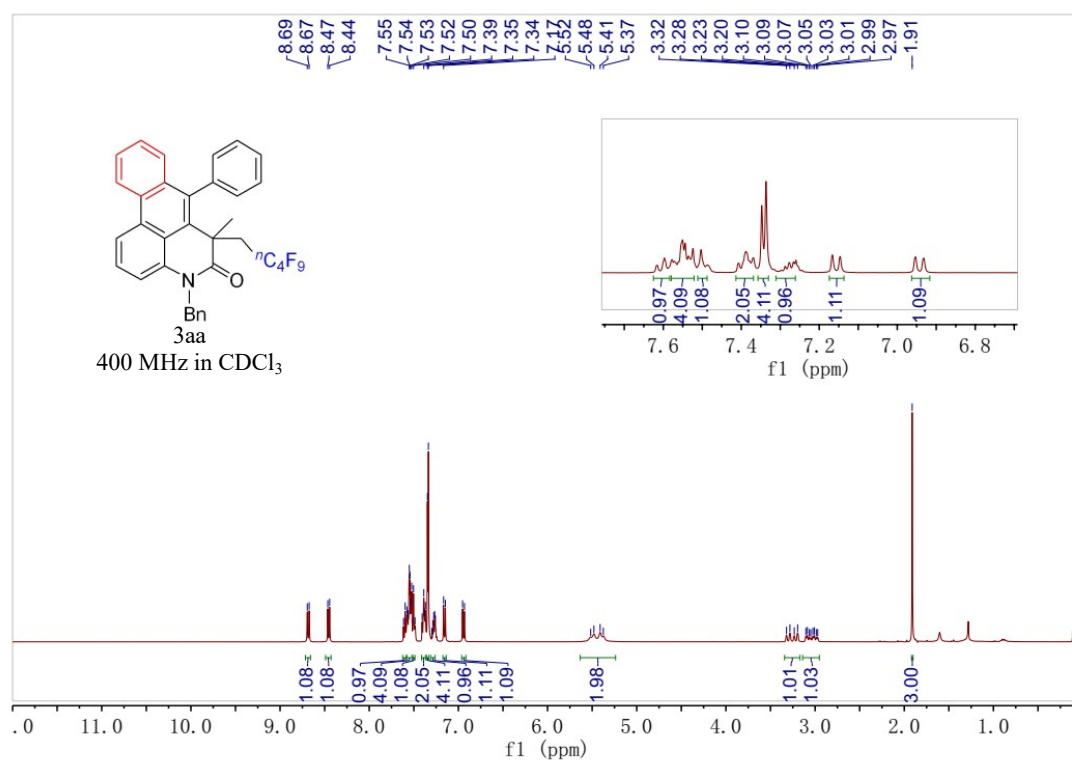 8.69 8.67 8.47 8.44 7.55 7.54 7.53 7.52 7.50 7.39 7.35 7.34 7.17 5.52 5.48 5.41 5.37 3.32 3.28 3.23 3.20 3.10 3.09 3.07 3.05 3.03 3.01 2.99 2.97 1.91
nC4F9
N
O
Bn
3aa
400 MHz in CDCl3
0.97 4.09 1.08 2.05 4.11 0.96 1.11 1.09
7.6 7.4 7.2 7.0 6.8
f1 (ppm)
1.08 1.08 0.97 4.09 1.08 2.05 4.11 0.96 1.11 1.09 1.98 1.01 1.03 3.00
.0 11.0 10.0 9.0 8.0 7.0 6.0 5.0 4.0 3.0 2.0 1.0
f1 (ppm)